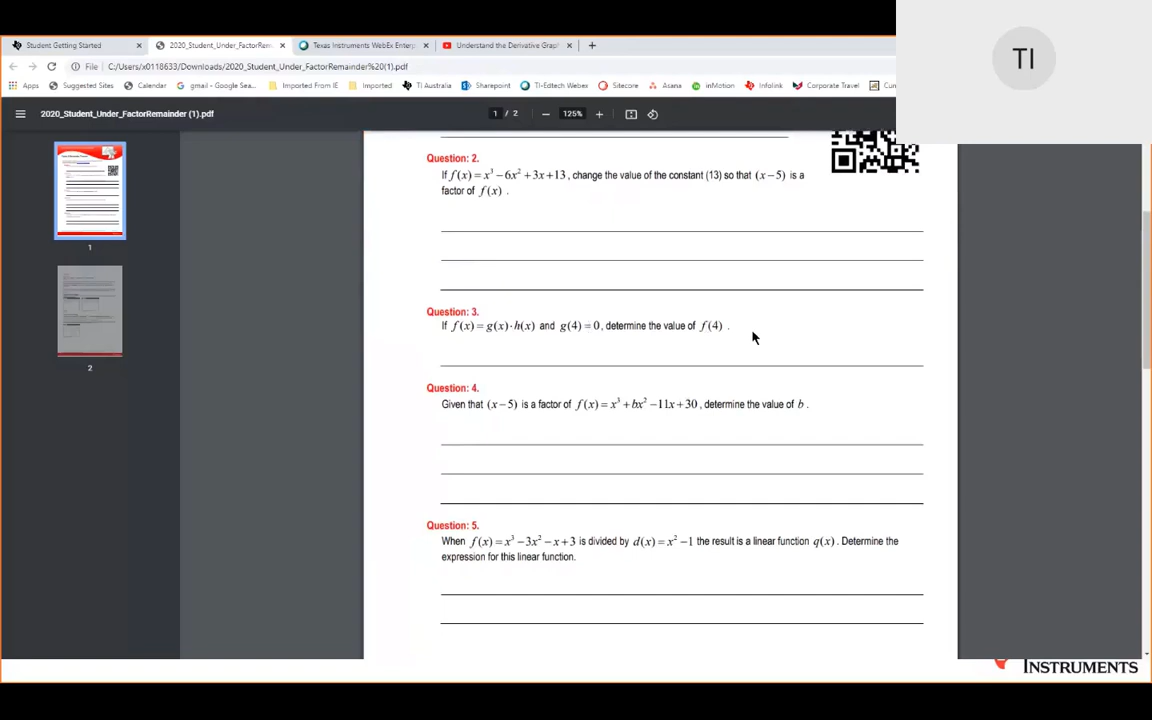 Student Getting Started
2020_Student_Under_FactorRem
Texas Instruments WebEx Enterp
Understand the Derivative Graph
TI
File
C:/Users/x0118633/Downloads/2020_Student_Under_FactorRemainder%20(1).pdf
Apps
Suggested Sites
Calendar
gmail - Google Sea...
Imported From IE
Imported
TI Australia
Sharepoint
TI-Edtech Webex
Sitecore
Asana
inMotion
Infolink
Corporate Travel
2020_Student_Under_FactorRemainder (1).pdf
1 / 2
125%
Question: 2.
If f(x) = x³ − 6x² + 3x + 13, change the value of the constant (13) so that (x − 5) is a
factor of f(x) .
1
Question: 3.
If f(x) = g(x)·h(x) and g(4) = 0, determine the value of f(4) .
2
Question: 4.
Given that (x − 5) is a factor of f(x) = x³ + bx² − 11x + 30, determine the value of b .
Question: 5.
When f(x) = x³ − 3x² − x + 3 is divided by d(x) = x² − 1 the result is a linear function q(x) . Determine the
expression for this linear function.
INSTRUMENTS